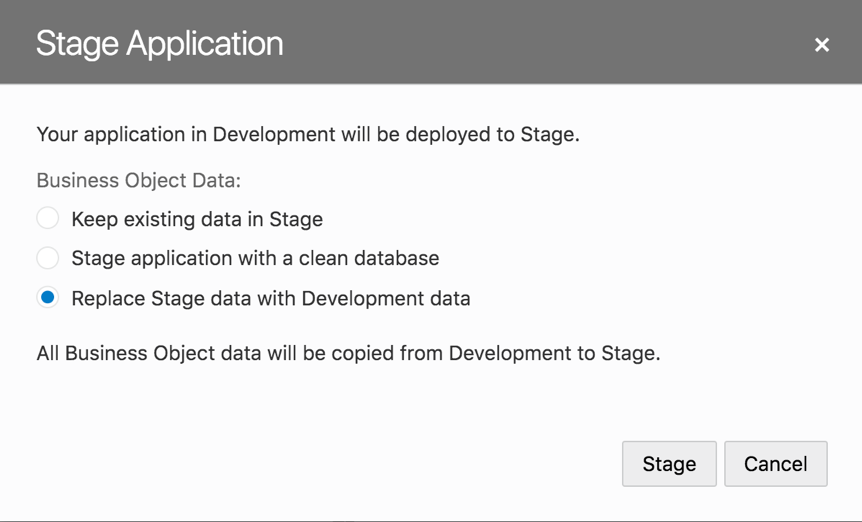 Stage Application
Your application in Development will be deployed to Stage.
Business Object Data:
Keep existing data in Stage
Stage application with a clean database
Replace Stage data with Development data
All Business Object data will be copied from Development to Stage.
Stage Cancel